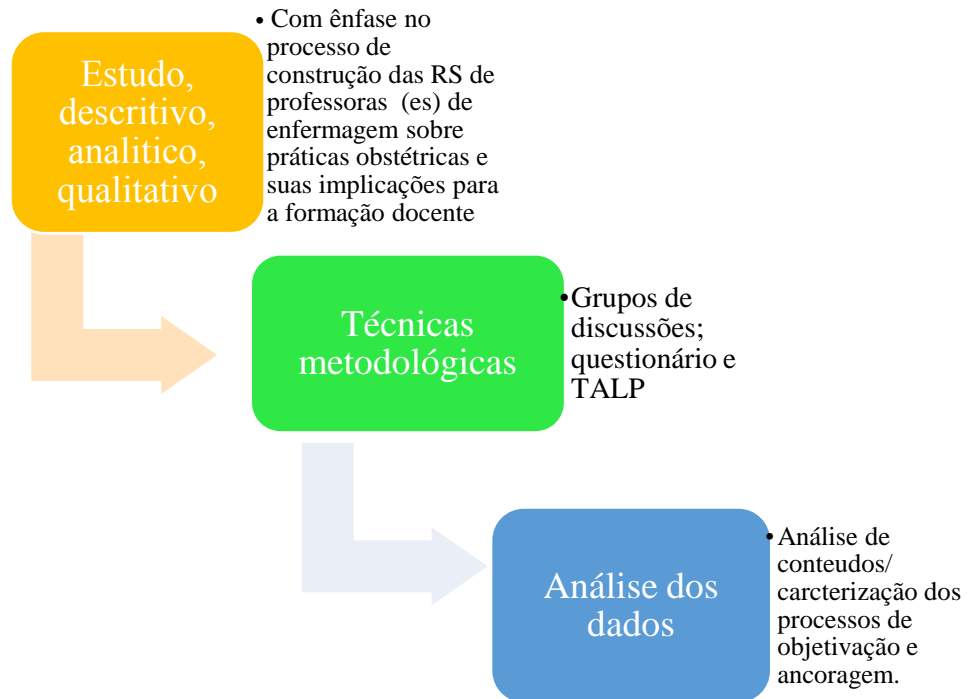 Estudo,
descritivo,
analitico,
qualitativo
• Com ênfase no
processo de
construção das RS de
professoras (es) de
enfermagem sobre
práticas obstétricas e
suas implicações para
a formação docente
Técnicas
metodológicas
•Grupos de
discussões;
questionário e
TALP
Análise dos
dados
•Análise de
conteudos/
carcterização dos
processos de
objetivação e
ancoragem.